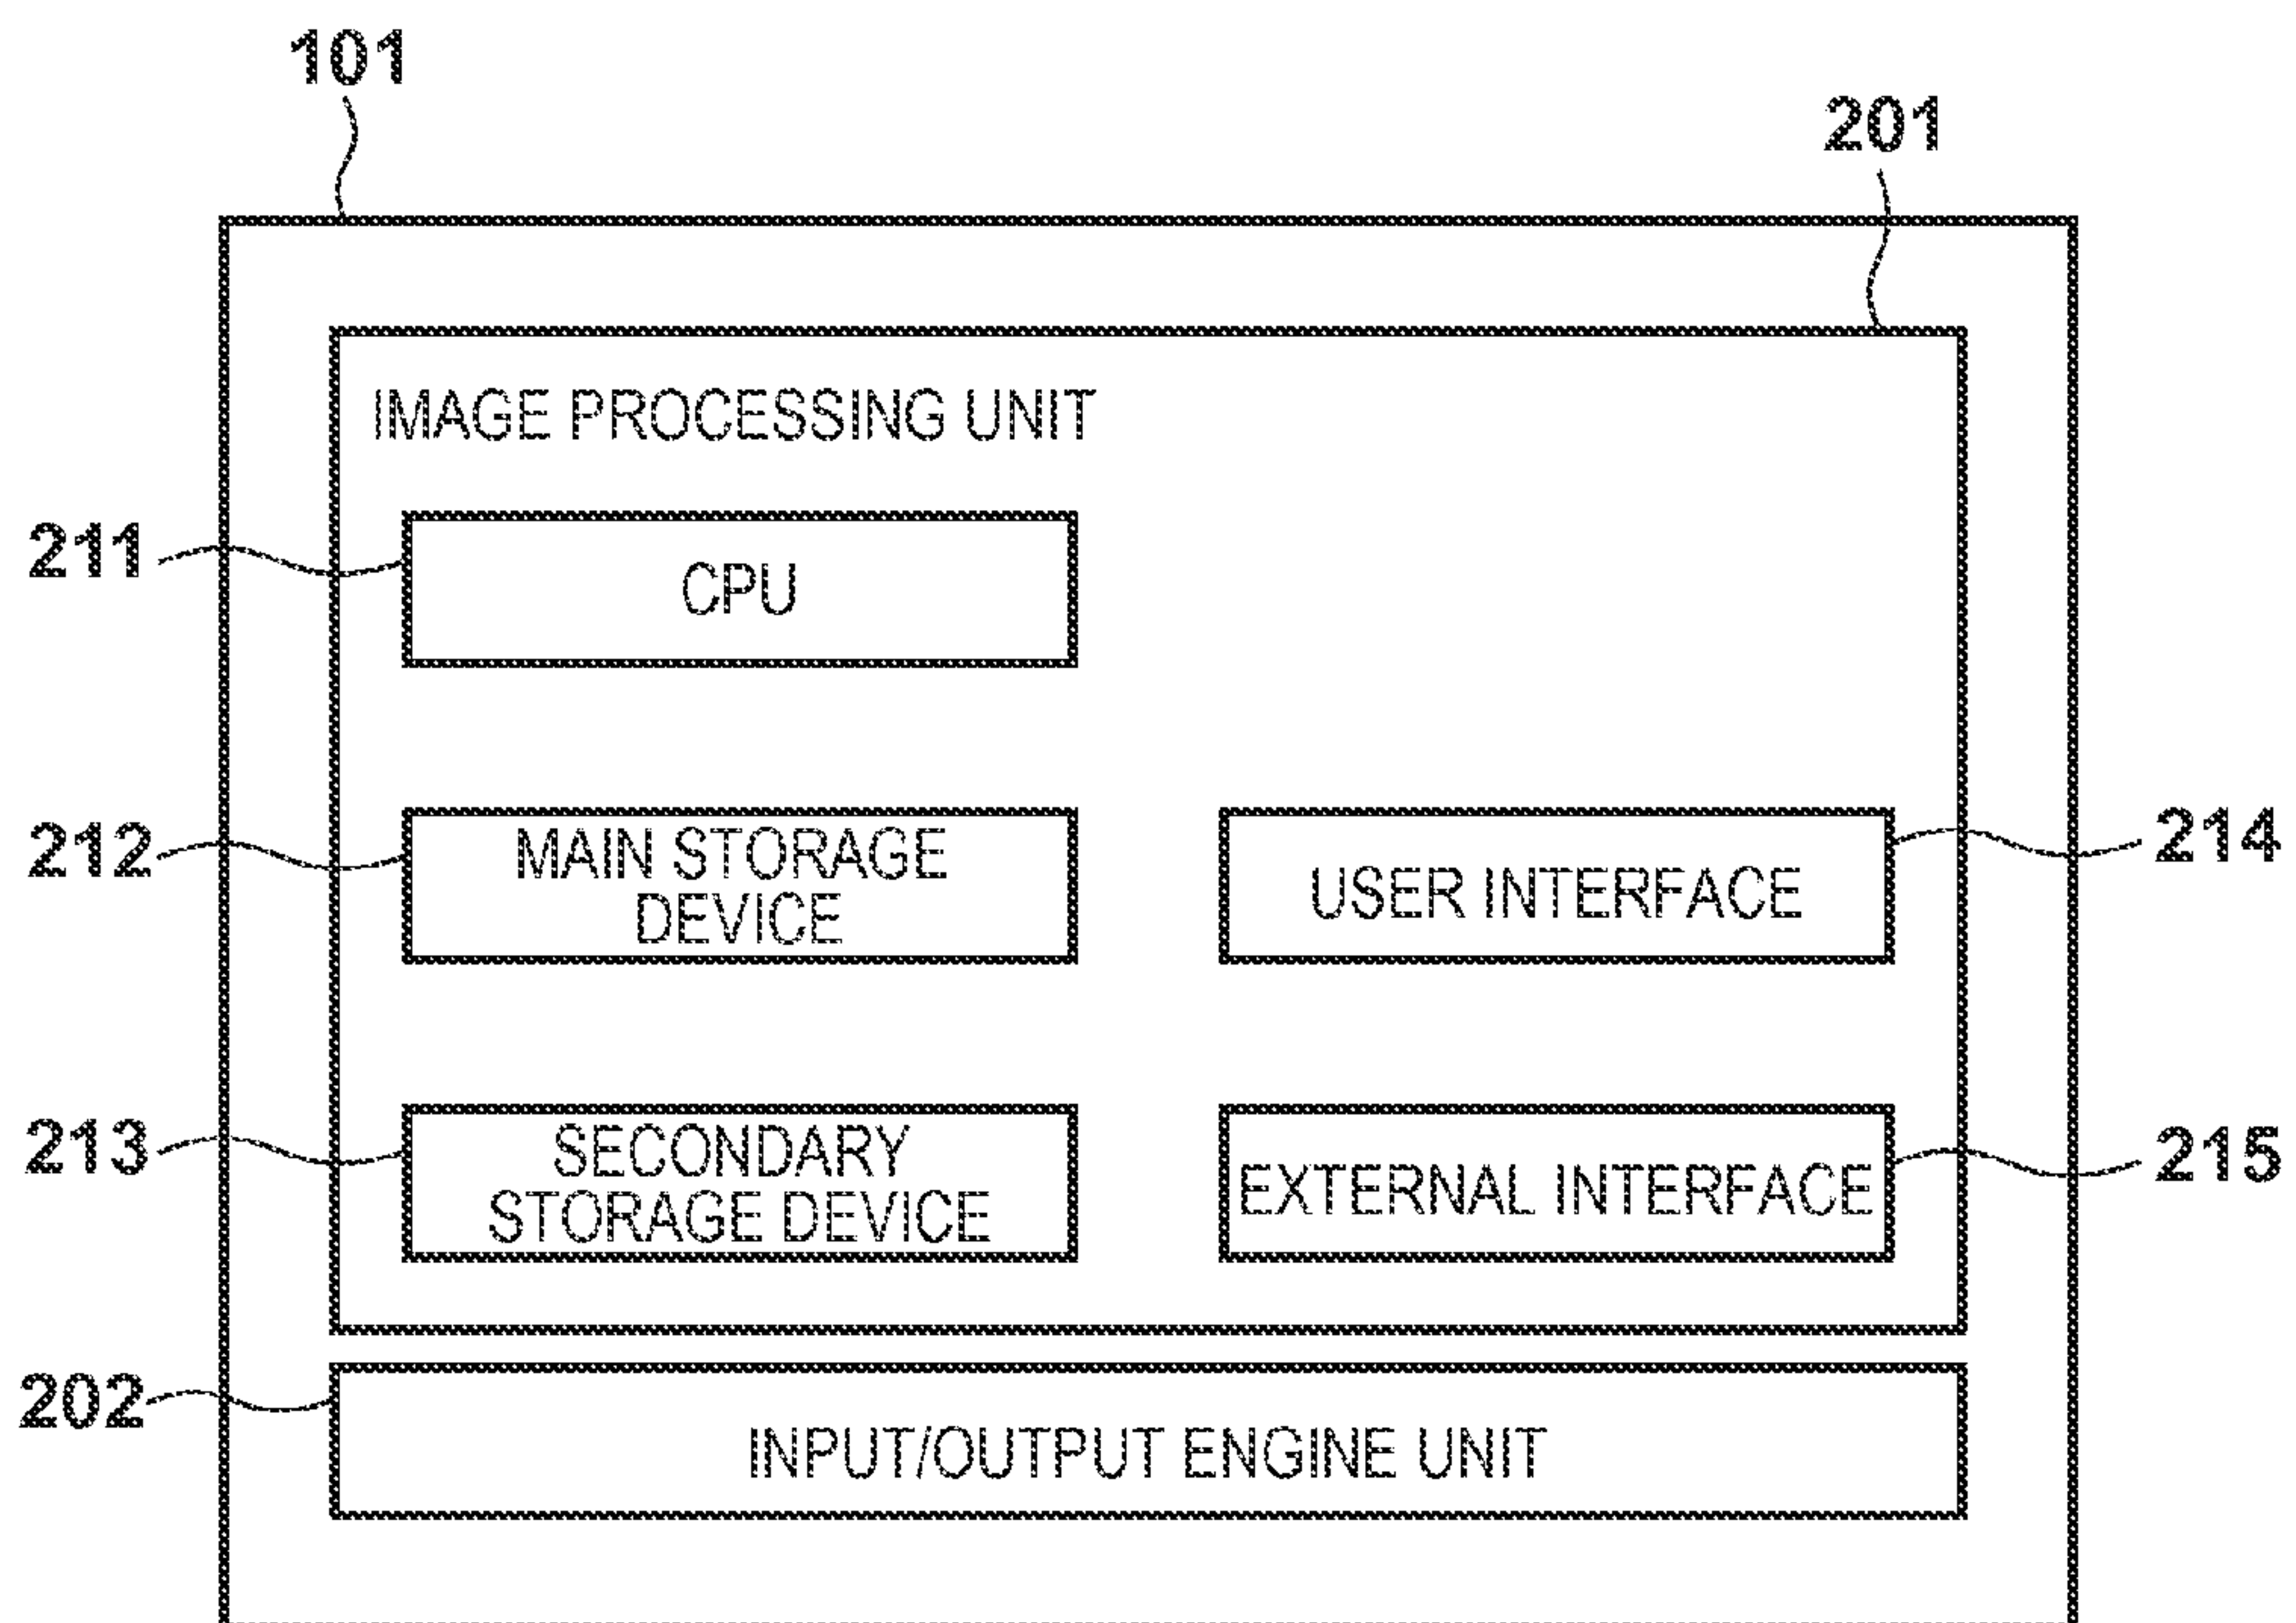 101
201
IMAGE PROCESSING UNIT
211
CPU
212
MAIN STORAGE
DEVICE
USER INTERFACE
214
213
SECONDARY
STORAGE DEVICE
EXTERNAL INTERFACE
215
202
INPUT/OUTPUT ENGINE UNIT